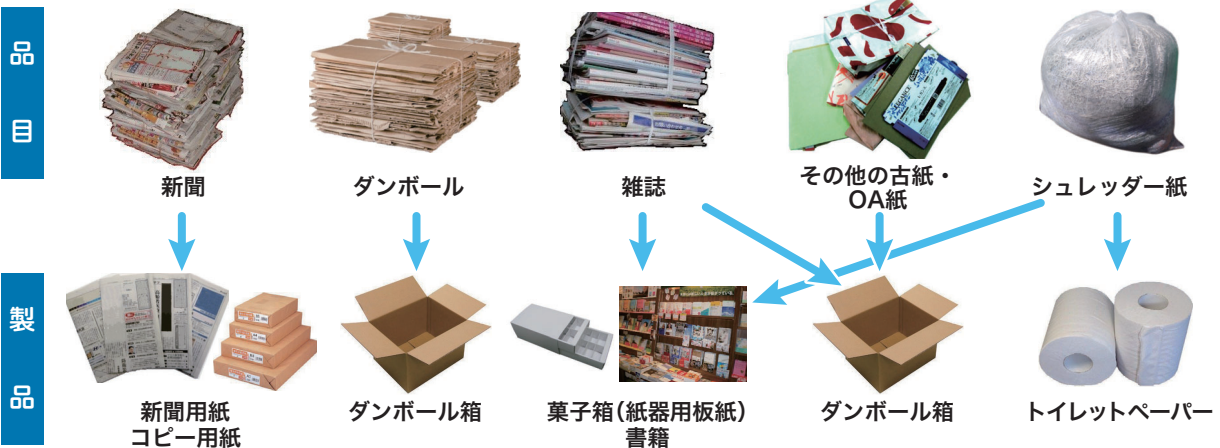 品目
新聞
ダンボール
雑誌
その他の古紙・
OA紙
シュレッダー紙
製品
新聞用紙
コピー用紙
ダンボール箱
菓子箱(紙器用板紙)
書籍
ダンボール箱
トイレットペーパー